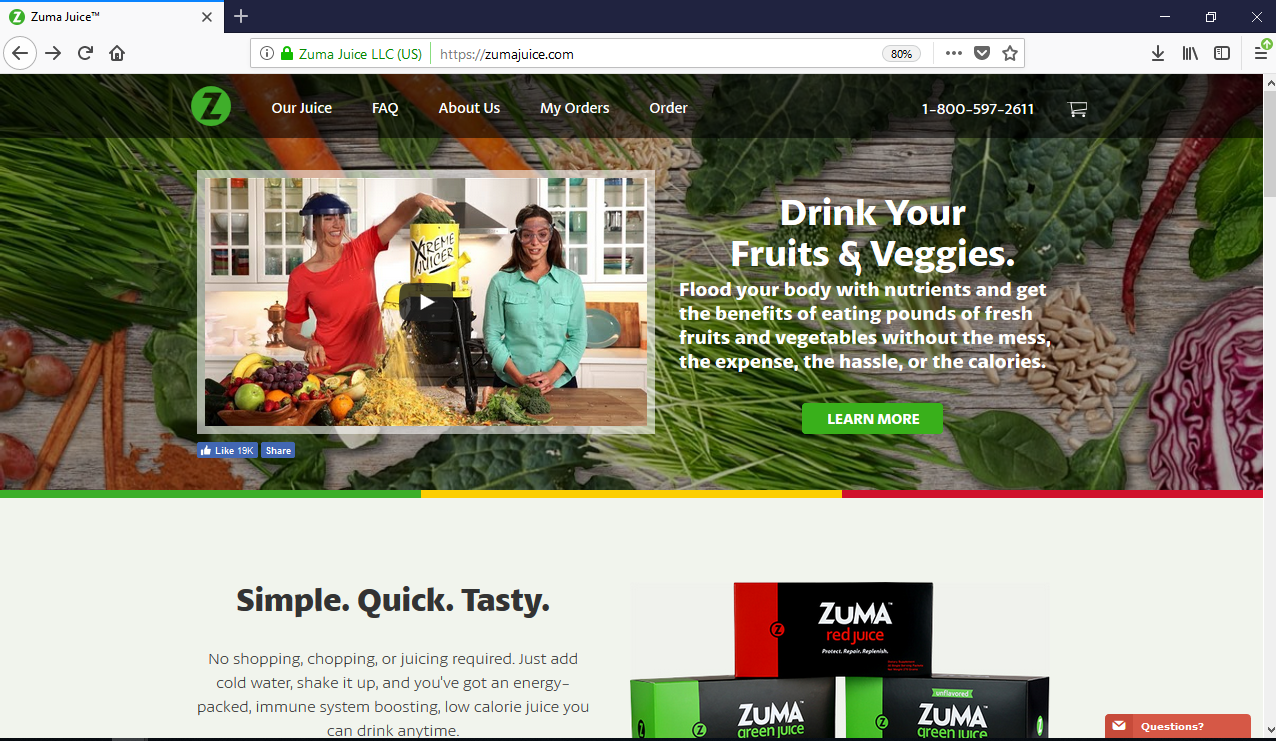 Zuma Juice™
Zuma Juice LLC (US)
https://zumajuice.com
80%
Z
Our Juice
FAQ
About Us
My Orders
Order
1-800-597-2611
XTREME
JUICER
Drink Your
Fruits & Veggies.
Flood your body with nutrients and get
the benefits of eating pounds of fresh
fruits and vegetables without the mess,
the expense, the hassle, or the calories.
LEARN MORE
Like 19K
Share
Simple. Quick. Tasty.
No shopping, chopping, or juicing required. Just add
cold water, shake it up, and you've got an energy-
packed, immune system boosting, low calorie juice you
can drink anytime.
ZUMA™
red juice
Protect. Repair. Replenish.
ZUMA™
green juice
unflavored
ZUMA™
green juice
Questions?